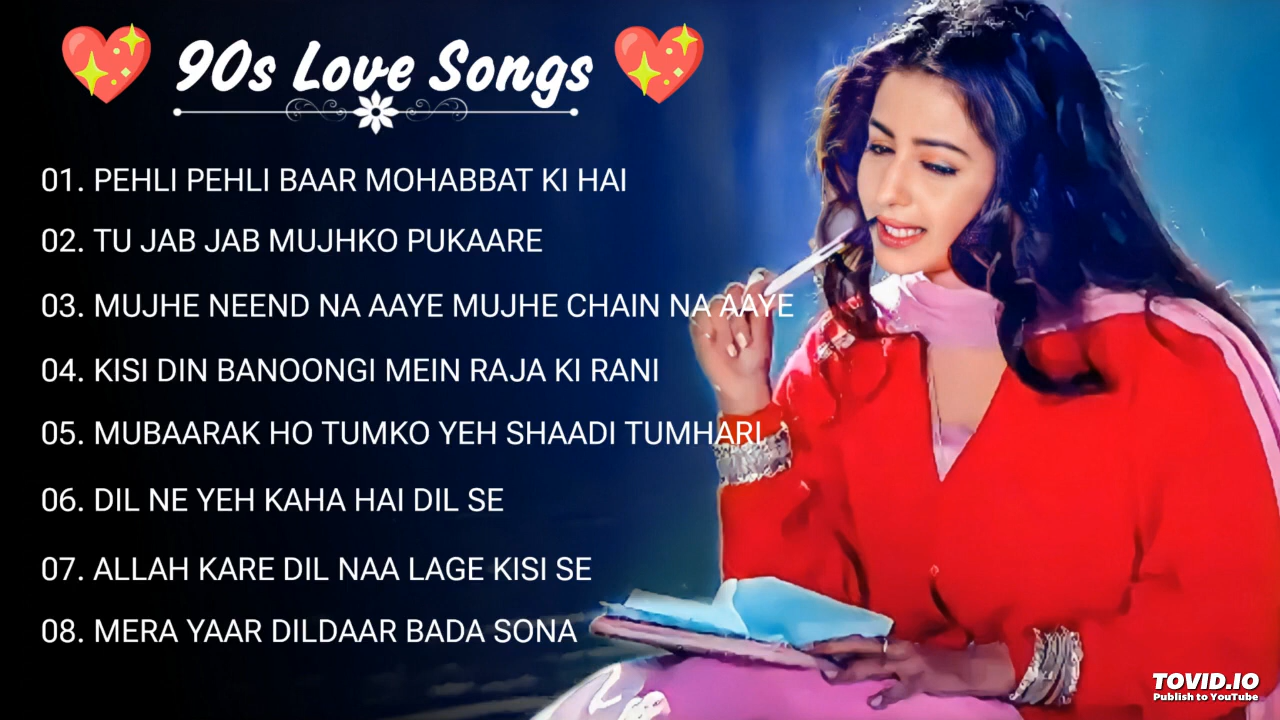 90s Love Songs
01. PEHLI PEHLI BAAR MOHABBAT KI HAI
02. TU JAB JAB MUJHKO PUKAARE
03. MUJHE NEEND NA AAYE MUJHE CHAIN NA AAYE
04. KISI DIN BANOONGI MEIN RAJA KI RANI
05. MUBAARAK HO TUMKO YEH SHAADI TUMHARI
06. DIL NE YEH KAHA HAI DIL SE
07. ALLAH KARE DIL NAA LAGE KISI SE
08. MERA YAAR DILDAAR BADA SONA
TOVID.IO
Publish to YouTube